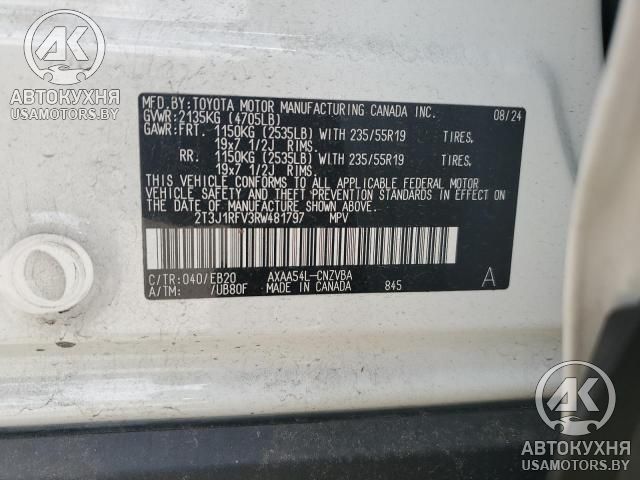 АВТОКУХНЯ
USAMOTORS.BY
MFD.BY:TOYOTA MOTOR MANUFACTURING CANADA INC. 08/24
GVWR:2135KG (4705LB)
GAWR:FRT. 1150KG (2535LB) WITH 235/55R19 TIRES,
19x7 1/2J RIMS.
RR. 1150KG (2535LB) WITH 235/55R19 TIRES,
19x7 1/2J RIMS.
THIS VEHICLE CONFORMS TO ALL APPLICABLE FEDERAL MOTOR
VEHICLE SAFETY AND THEFT PREVENTION STANDARDS IN EFFECT ON
THE DATE OF MANUFACTURE SHOWN ABOVE.
2T3J1RFV3RW481797 MPV
C/TR:040/EB20 AXAA54L-CNZVBA
A/TM: /UB80F MADE IN CANADA 845 A
АВТОКУХНЯ
USAMOTORS.BY